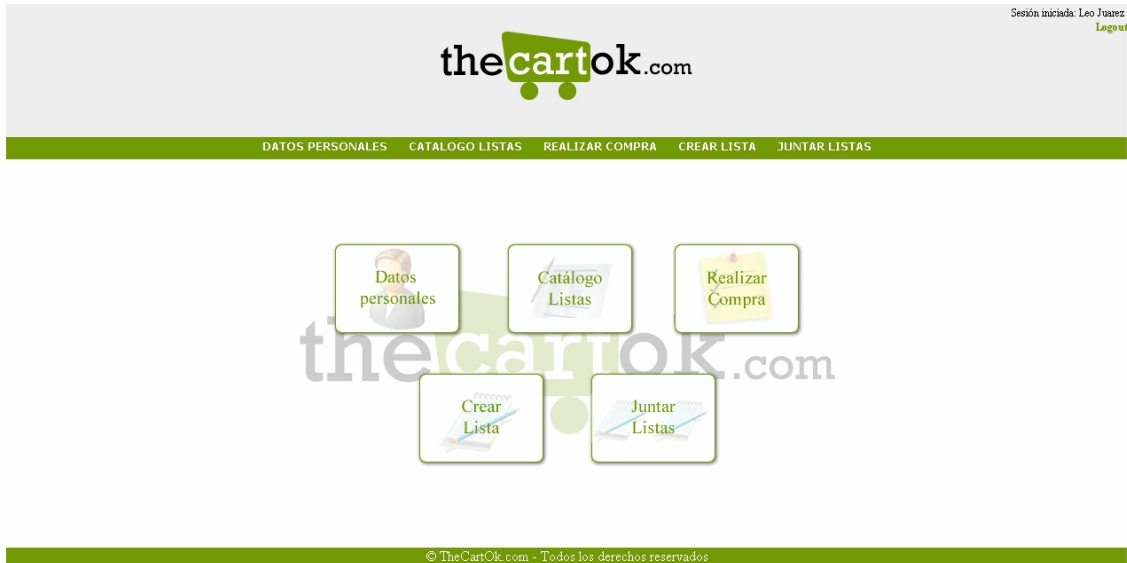 Sesión iniciada: Leo Juarez
Logout
thecartok.com
DATOS PERSONALES CATALOGO LISTAS REALIZAR COMPRA CREAR LISTA JUNTAR LISTAS
Datos
personales
Catálogo
Listas
Realizar
Compra
thecartok.com
Crear
Lista
Juntar
Listas
© TheCartOk.com - Todos los derechos reservados